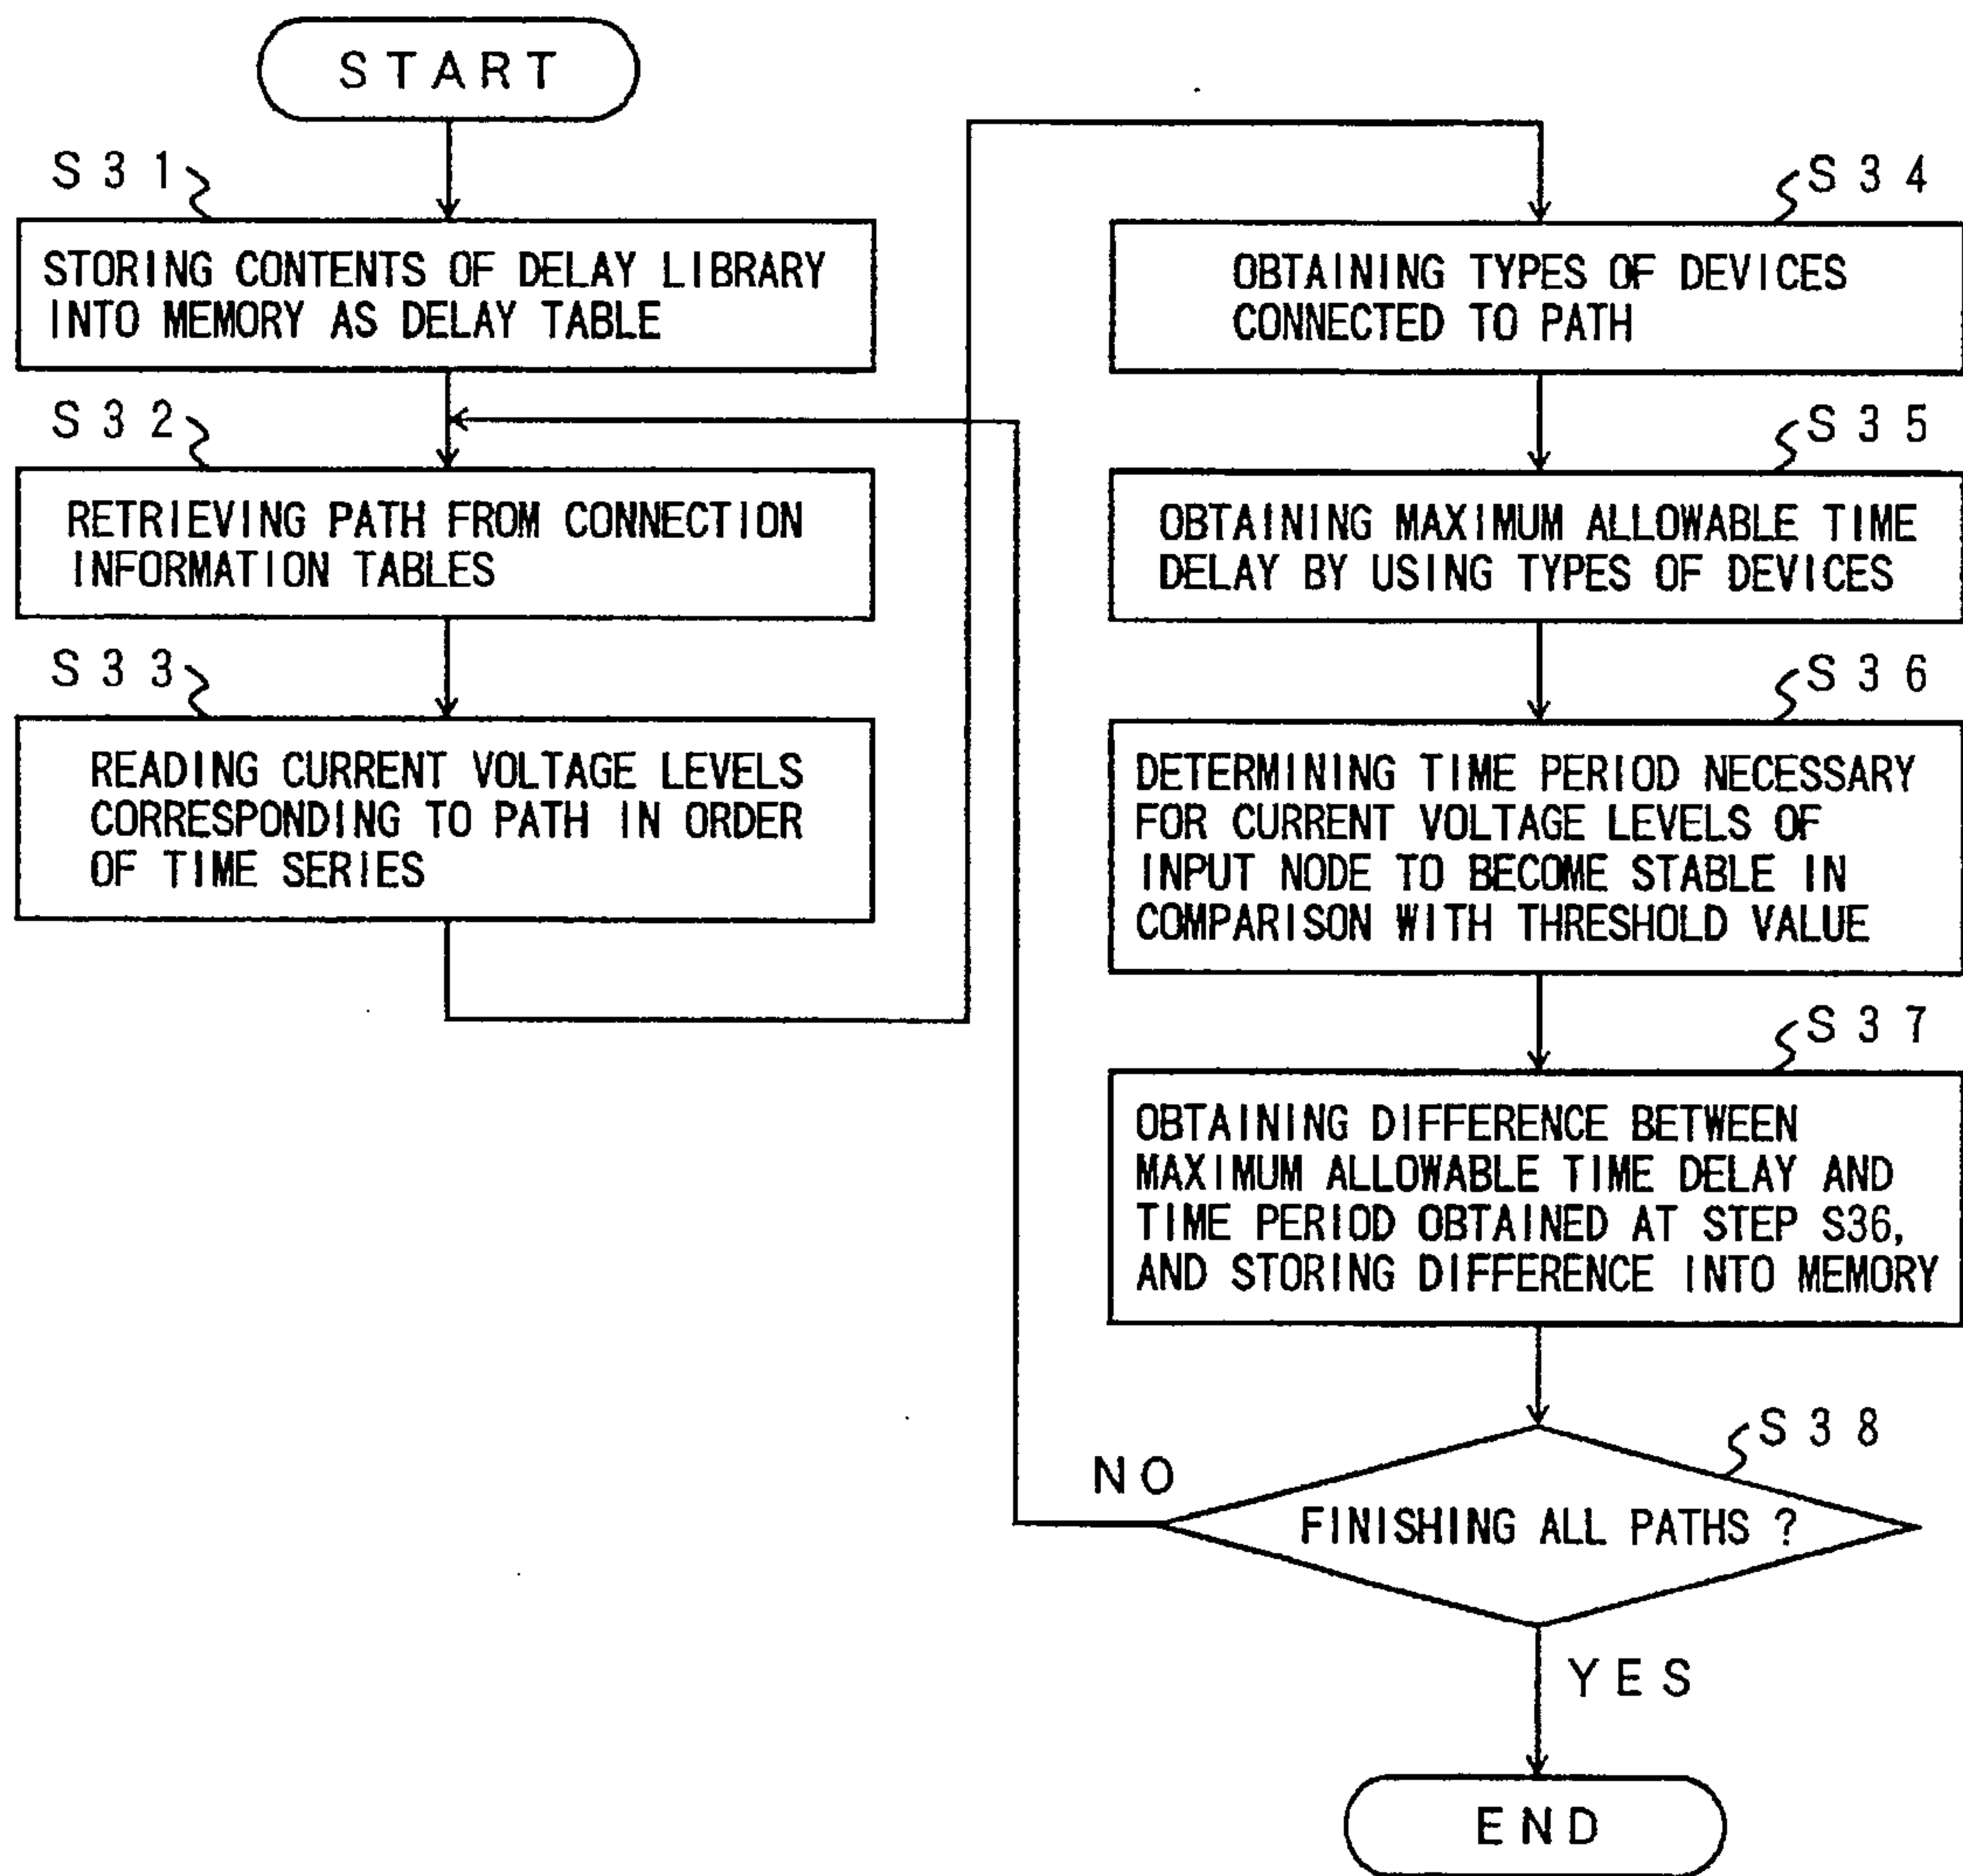 START
S31
STORING CONTENTS OF DELAY LIBRARY
INTO MEMORY AS DELAY TABLE
S32
RETRIEVING PATH FROM CONNECTION
INFORMATION TABLES
S33
READING CURRENT VOLTAGE LEVELS
CORRESPONDING TO PATH IN ORDER
OF TIME SERIES
S34
OBTAINING TYPES OF DEVICES
CONNECTED TO PATH
S35
OBTAINING MAXIMUM ALLOWABLE TIME
DELAY BY USING TYPES OF DEVICES
S36
DETERMINING TIME PERIOD NECESSARY
FOR CURRENT VOLTAGE LEVELS OF
INPUT NODE TO BECOME STABLE IN
COMPARISON WITH THRESHOLD VALUE
S37
OBTAINING DIFFERENCE BETWEEN
MAXIMUM ALLOWABLE TIME DELAY AND
TIME PERIOD OBTAINED AT STEP S36,
AND STORING DIFFERENCE INTO MEMORY
S38
NO
FINISHING ALL PATHS ?
YES
END